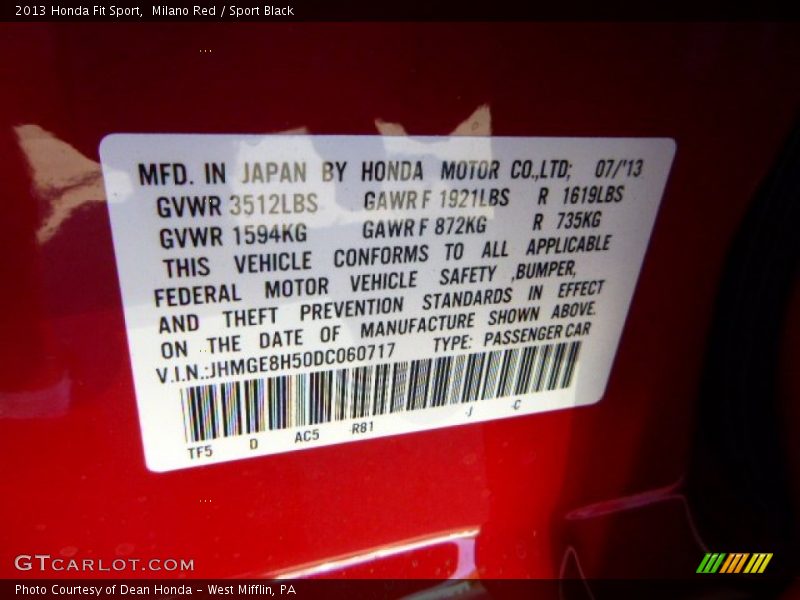 2013 Honda Fit Sport,  Milano Red / Sport Black
MFD. IN JAPAN BY HONDA MOTOR CO.,LTD; 07/'13
GVWR 3512LBS GAWR F 1921LBS R 1619LBS
GVWR 1594KG GAWR F 872KG R 735KG
THIS VEHICLE CONFORMS TO ALL APPLICABLE
FEDERAL MOTOR VEHICLE SAFETY ,BUMPER,
AND THEFT PREVENTION STANDARDS IN EFFECT
ON THE DATE OF MANUFACTURE SHOWN ABOVE.
V.I.N.:JHMGE8H50DC060717 TYPE: PASSENGER CAR
TF5 D AC5 -R81 -J -C
GTCARLOT.COM
Photo Courtesy of Dean Honda - West Mifflin, PA